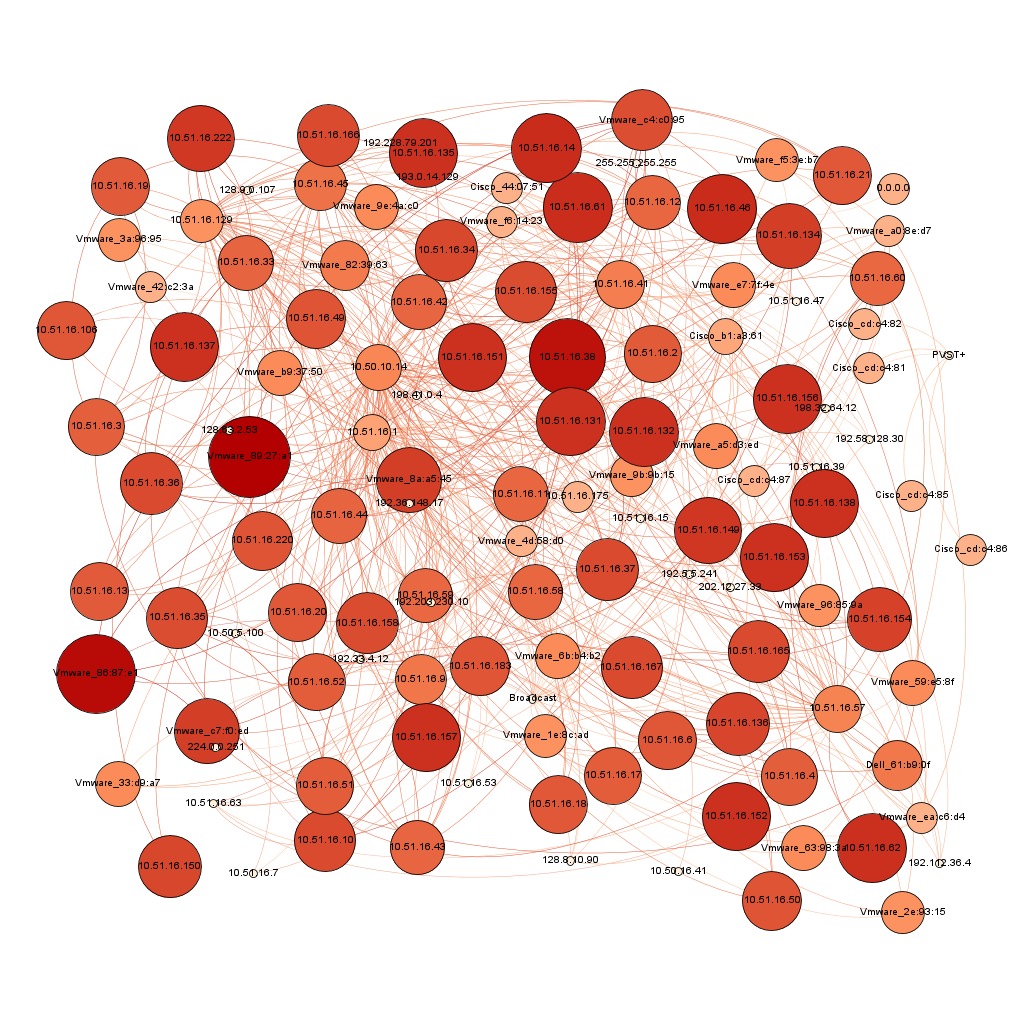 Vmware_c4:c0:95
10.51.16.166
10.51.16.222
192.228.79.201
10.51.16.14
10.51.16.135
Vmware_f5:3e:b7
255.255.255.255
10.51.16.21
193.0.14.129
10.51.16.19
10.51.16.45
Cisco_44:07:51
0.0.0.0
10.51.16.12
Vmware_9e:4a:c0
10.51.16.61
10.51.16.46
10.51.16.129
Vmware_f6:14:23
Vmware_a0:8e:d7
10.51.16.134
Vmware_3a:96:95
10.51.16.34
10.51.16.33
Vmware_82:39:63
10.51.16.60
10.51.16.41
Vmware_e7:7f:4e
Vmware_42:c2:3a
10.51.16.155
10.51.16.42
10.51.16.47
10.51.16.49
Cisco_cd:c4:82
10.51.16.106
Cisco_b1:a3:61
10.51.16.137
10.51.16.2
PVST+
10.51.16.151
10.51.16.38
10.50.10.14
Cisco_cd:c4:81
Vmware_b9:37:50
198.41.0.4
10.51.16.156
10.51.16.131
10.51.16.3
10.51.16.1
10.51.16.132
192.58.128.30
Vmware_a5:d3:ed
Vmware_89:27:a1
10.51.16.39
Vmware_9b:9b:15
Vmware_8a:a5:45
Cisco_cd:c4:87
10.51.16.36
10.51.16.11
10.51.16.175
Cisco_cd:c4:85
10.51.16.138
10.51.16.44
10.51.16.15
10.51.16.149
10.51.16.220
Vmware_4d:58:d0
Cisco_cd:c4:86
10.51.16.153
10.51.16.37
192.5.5.241
202.12.27.33
10.51.16.13
10.51.16.58
10.51.16.59
192.203.230.10
Vmware_96:85:9a
10.51.16.20
10.51.16.35
10.51.16.154
10.51.16.158
10.50.5.100
10.51.16.165
Vmware_6b:b4:b2
192.33.4.12
10.51.16.183
10.51.16.167
Vmware_86:87:e1
10.51.16.9
10.51.16.52
Vmware_59:e5:8f
Broadcast
10.51.16.57
10.51.16.136
Vmware_c7:f0:ed
Vmware_1e:8c:ad
10.51.16.157
10.51.16.6
224.0.0.251
Dell_61:b9:0f
10.51.16.17
10.51.16.4
Vmware_33:d9:a7
10.51.16.53
10.51.16.51
10.51.16.63
10.51.16.18
10.51.16.152
Vmware_ea:c6:d4
10.51.16.10
10.51.16.43
10.51.16.62
128.8.10.90
192.112.36.4
10.51.16.150
10.50.16.41
10.51.16.7
10.51.16.50
Vmware_2e:93:15